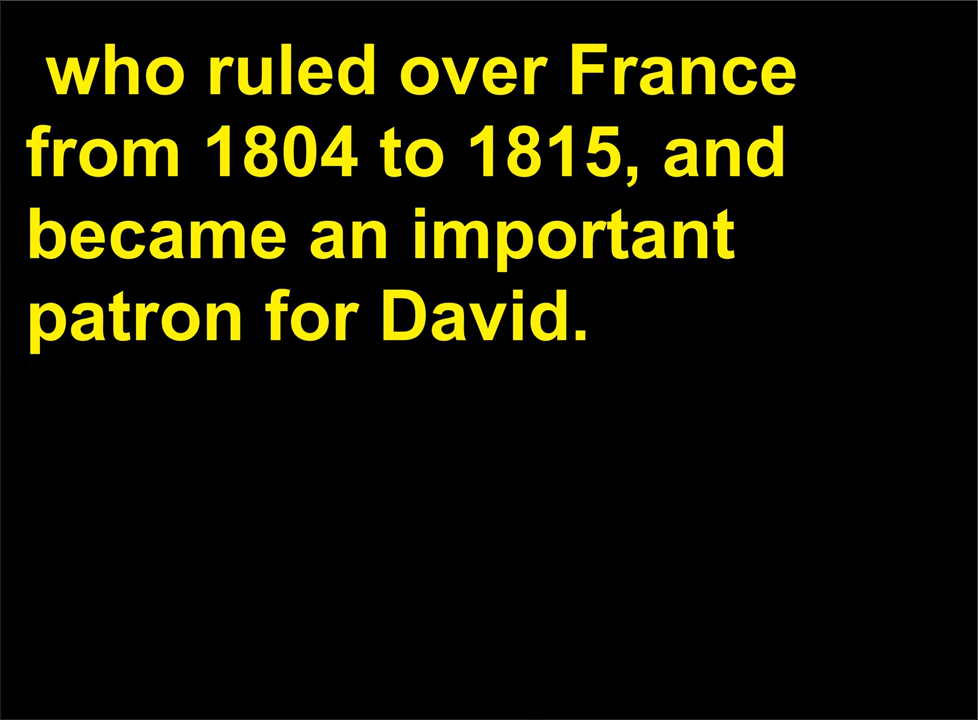 who ruled over France
from 1804 to 1815, and
became an important
patron for David.